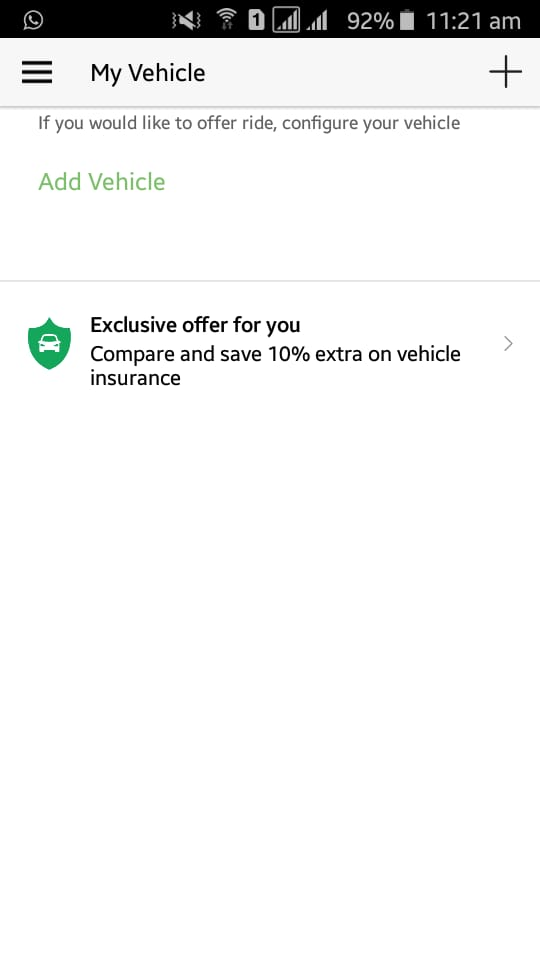 1 92% 11:21 am
My Vehicle
If you would like to offer ride, configure your vehicle
Add Vehicle
Exclusive offer for you
Compare and save 10% extra on vehicle
insurance